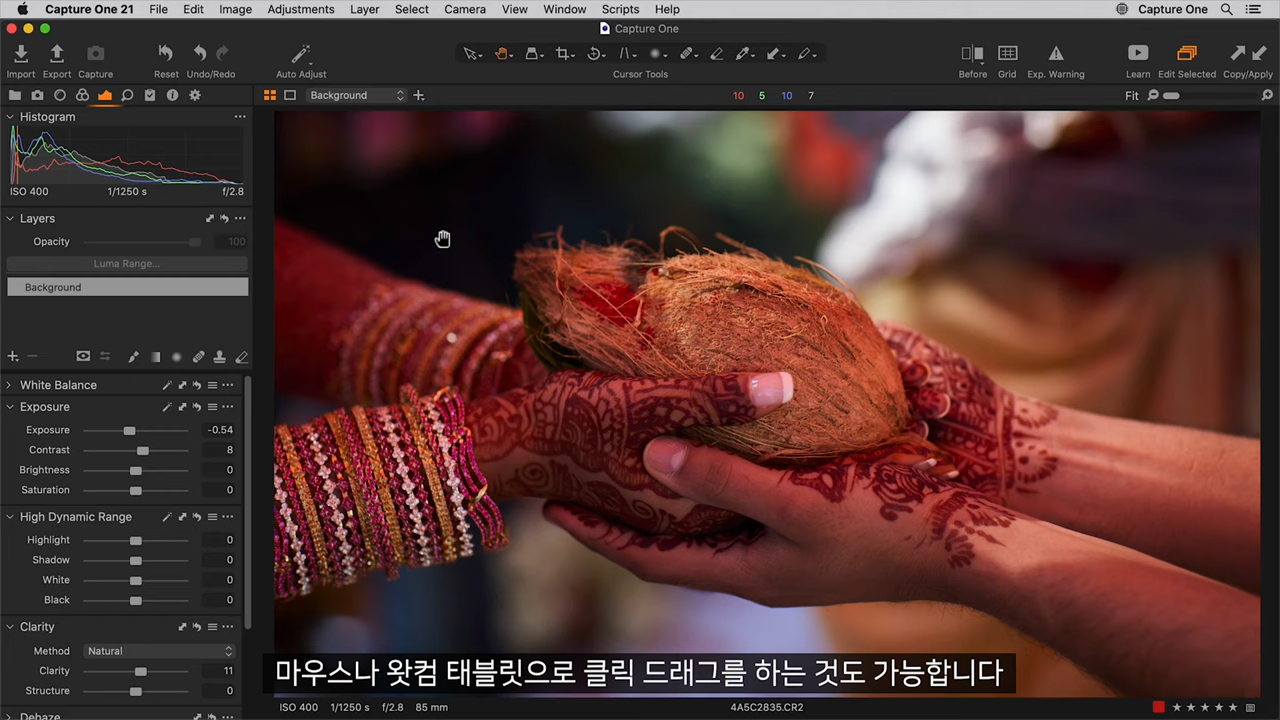 Capture One 21 File Edit Image Adjustments Layer Select Camera View Window Scripts Help Capture One
Capture One
Import Export Capture Reset Undo/Redo Auto Adjust Cursor Tools Before Grid Exp. Warning Learn Edit Selected Copy/Apply
Background 10 5 10 7 Fit
Histogram
ISO 400 1/1250 s f/2.8
Layers
Opacity 100
Luma Range...
Background
White Balance
Exposure
Exposure -0.54
Contrast 8
Brightness 0
Saturation 0
High Dynamic Range
Highlight 0
Shadow 0
White 0
Black 0
Clarity
Method Natural
Clarity 11
Structure 0
Dehaze
마우스나 왓컴 태블릿으로 클릭 드래그를 하는 것도 가능합니다
ISO 400 1/1250 s f/2.8 85 mm 4A5C2835.CR2